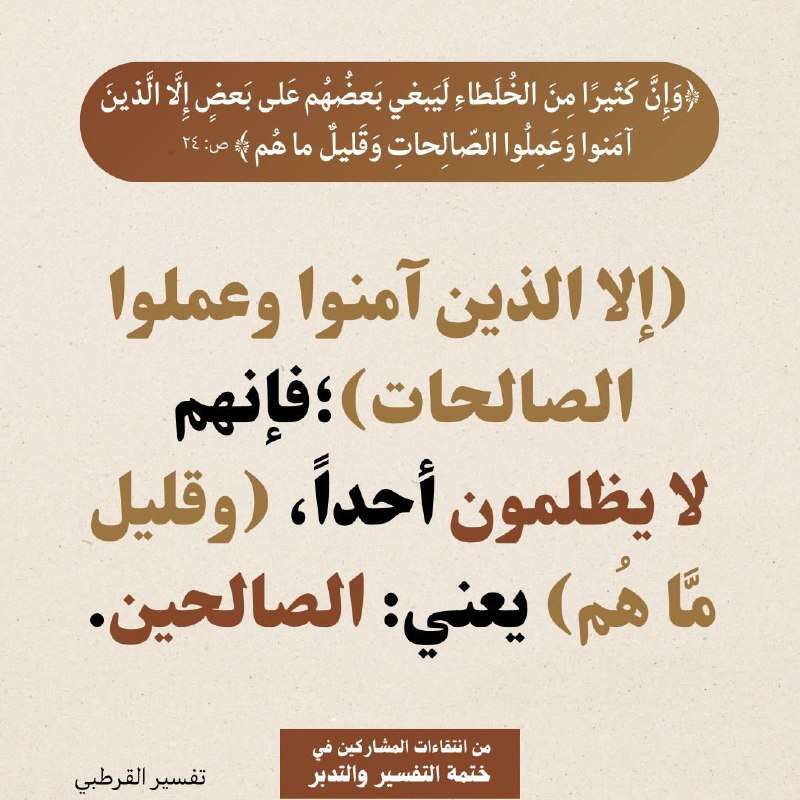 ﴿وَإِنَّ كَثيرًا مِنَ الخُلَطاءِ لَيَبغي بَعضُهُم عَلى بَعضٍ إِلَّا الَّذينَ
آمَنوا وَعَمِلُوا الصّالِحاتِ وَقَليلٌ ما هُم﴾ ص: ٢٤
(إلا الذين آمنوا وعملوا
الصالحات)؛فإنهم
لا يظلمون أحداً، (وقليل
مَّا هُم) يعني: الصالحين.
من انتقاءات المشاركين في
ختمة التفسير والتدبر
تفسير القرطبي